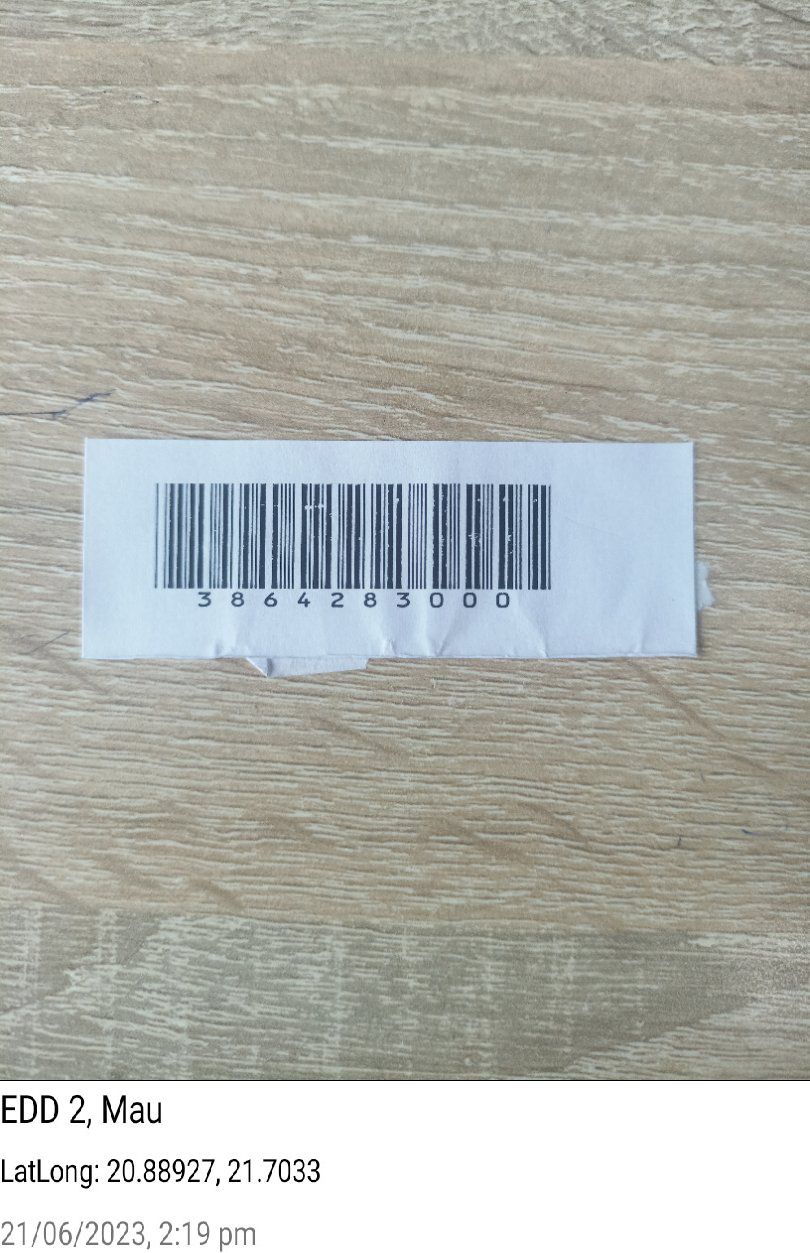 3864283000
EDD 2, Mau
LatLong: 20.88927, 21.7033
21/06/2023, 2:19 pm